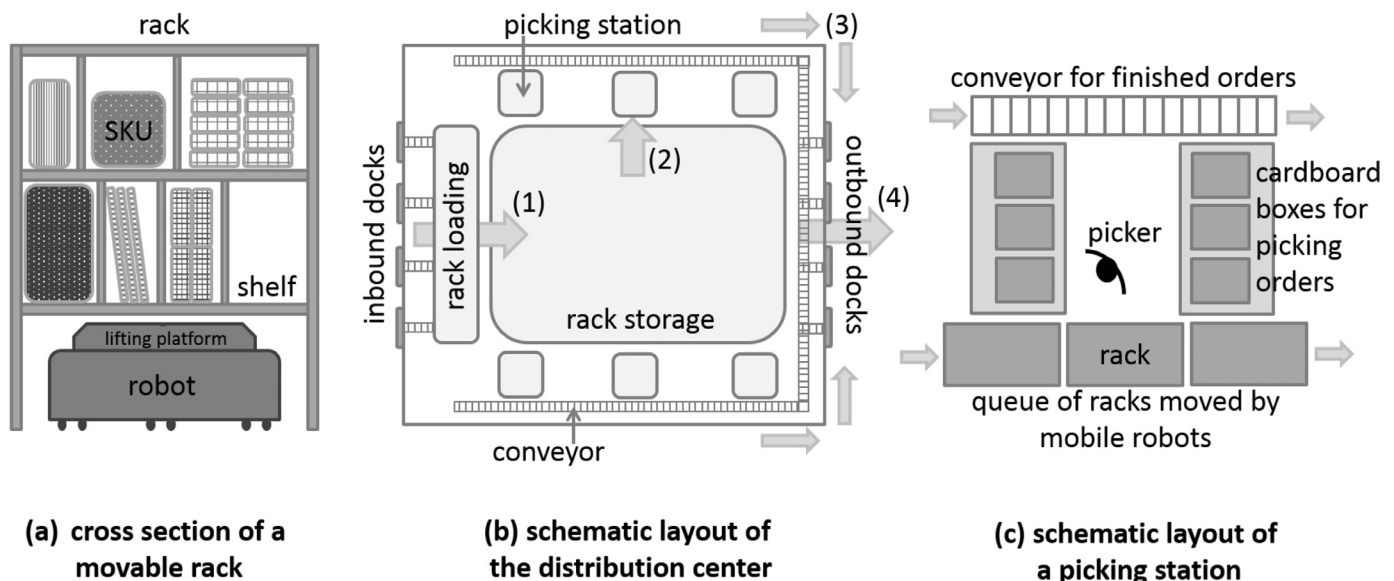 rack
SKU
shelf
lifting platform
robot
(a) cross section of a
movable rack
picking station
(3)
inbound docks
rack loading
(1)
(2)
rack storage
outbound docks
(4)
conveyor
(b) schematic layout of
the distribution center
conveyor for finished orders
cardboard
boxes for
picking
orders
picker
rack
queue of racks moved by
mobile robots
(c) schematic layout of
a picking station